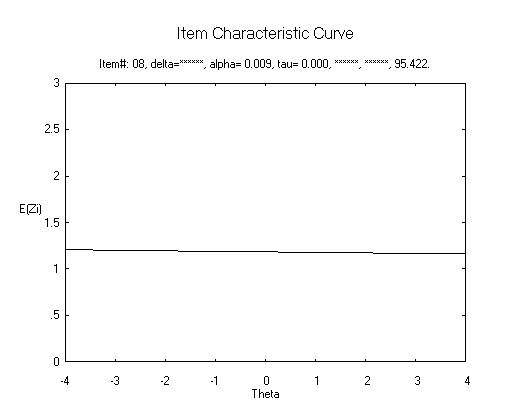 Item Characteristic Curve
Item#: 08, delta=******, alpha= 0.009, tau= 0.000, ******, ******, 95.422.
3
2.5
2
E(Zi)
1.5
1
.5
0
-4 -3 -2 -1 0 1 2 3 4
Theta